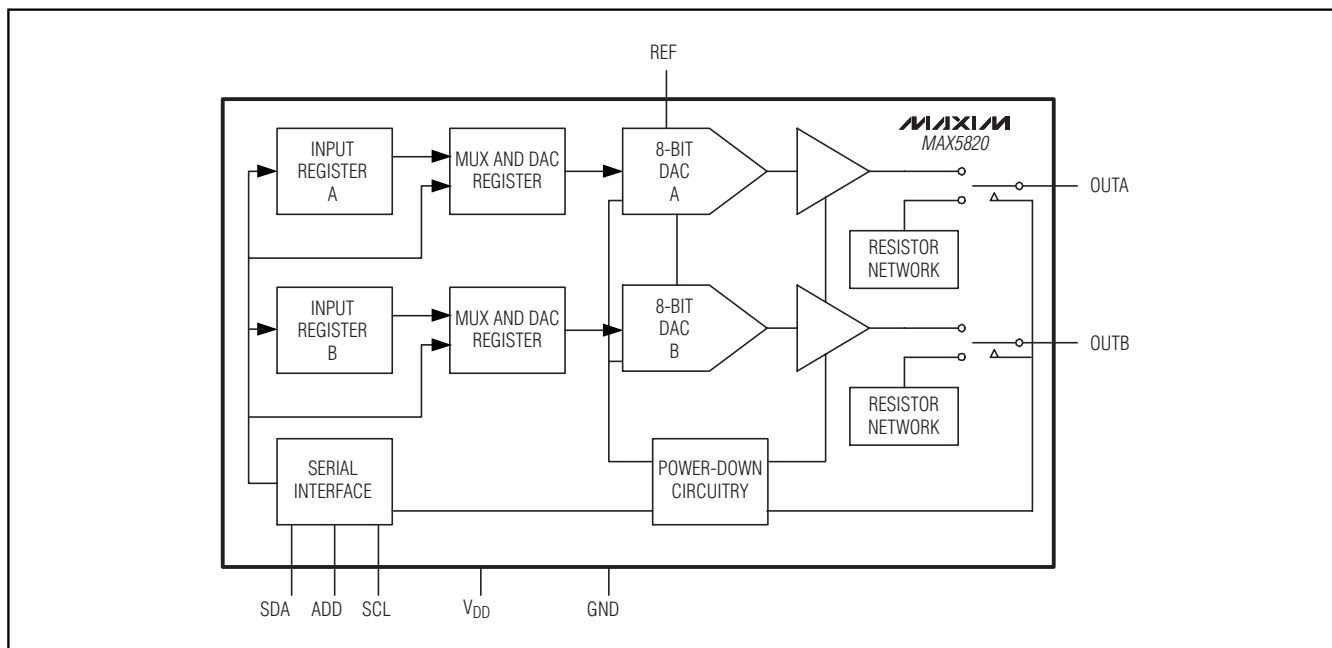 REF
MAXIM
MAX5820
INPUT
REGISTER
A
MUX AND DAC
REGISTER
8-BIT
DAC
A
OUTA
RESISTOR
NETWORK
INPUT
REGISTER
B
MUX AND DAC
REGISTER
8-BIT
DAC
B
OUTB
RESISTOR
NETWORK
SERIAL
INTERFACE
POWER-DOWN
CIRCUITRY
SDA
ADD
SCL
VDD
GND